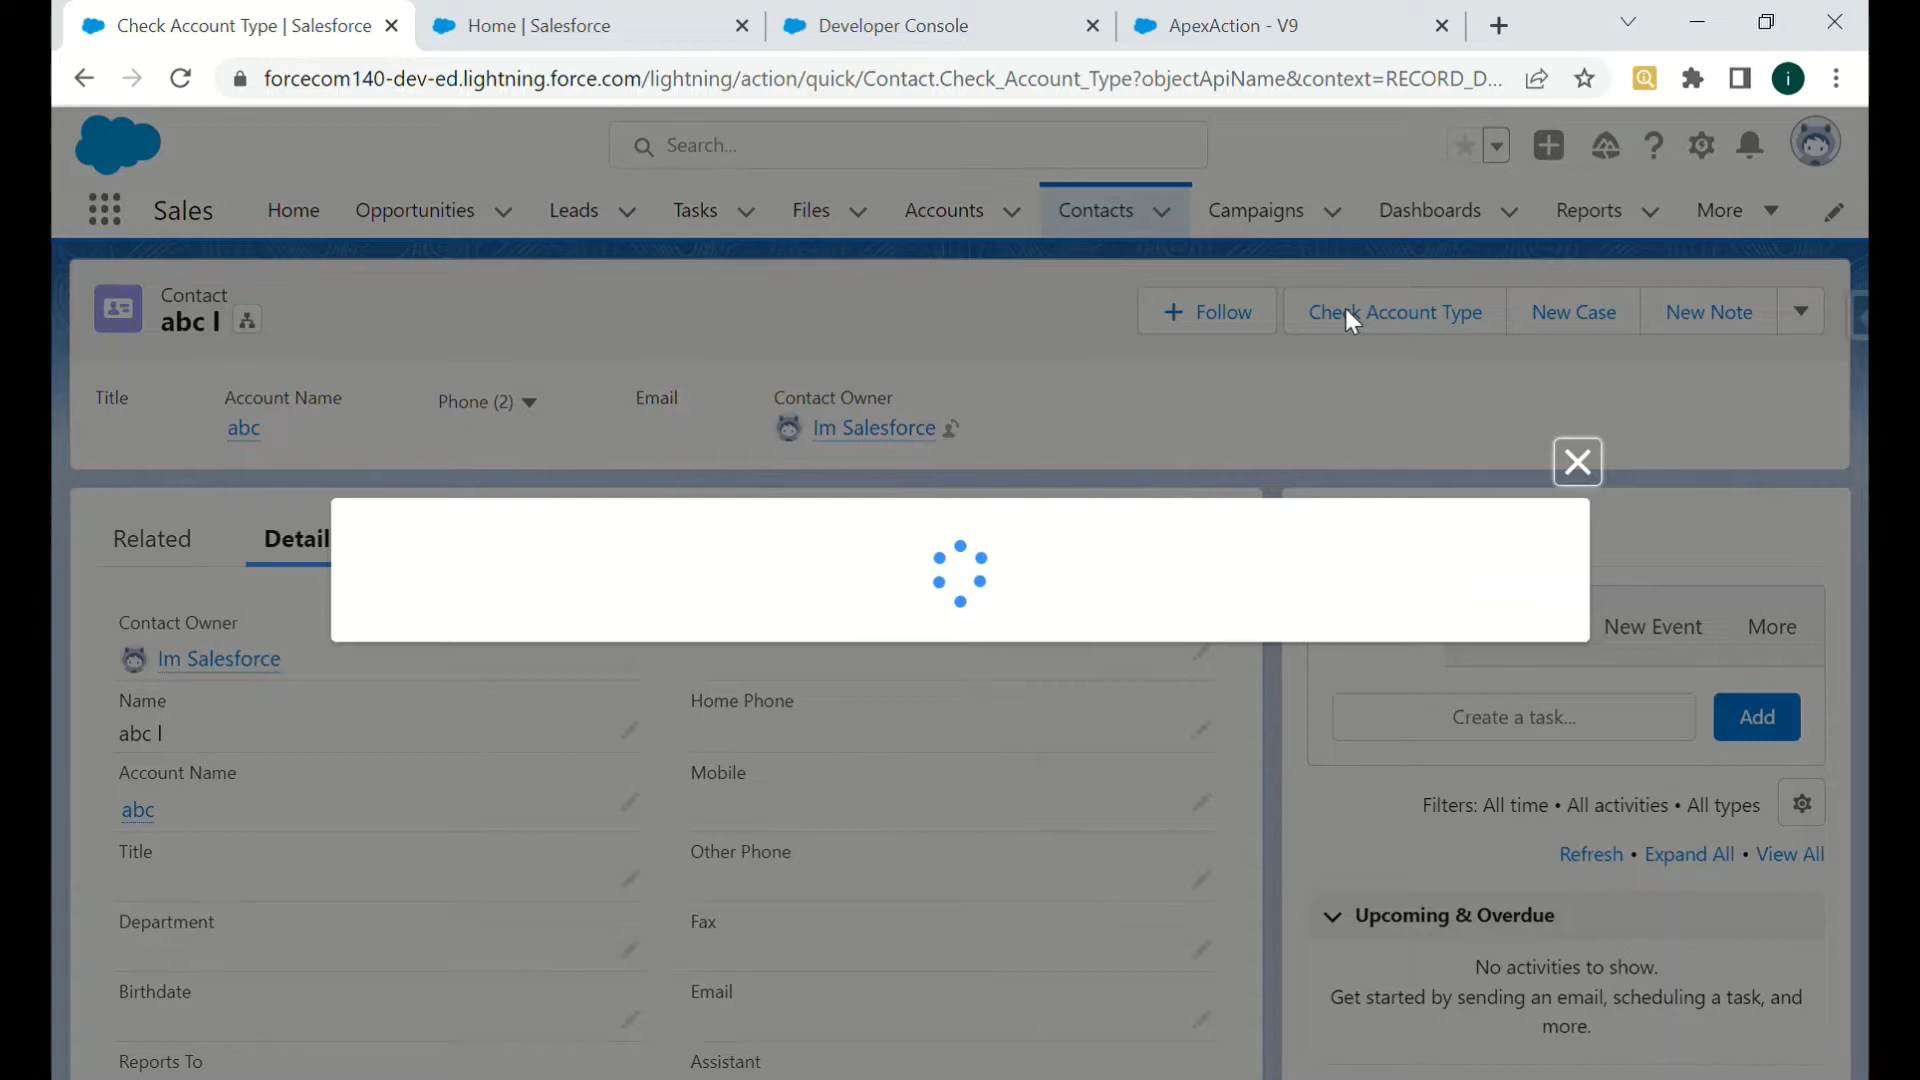 Check Account Type | Salesforce
Home | Salesforce
Developer Console
ApexAction - V9
forcecom140-dev-ed.lightning.force.com/lightning/action/quick/Contact.Check_Account_Type?objectApiName&context=RECORD_D...
i
Search...
Sales
Home
Opportunities
Leads
Tasks
Files
Accounts
Contacts
Campaigns
Dashboards
Reports
More
Contact
abc l
Follow
Check Account Type
New Case
New Note
Title
Account Name
Phone (2)
Email
Contact Owner
abc
Im Salesforce
Related
Detail
Contact Owner
Im Salesforce
New Event
More
Name
abc l
Home Phone
Create a task...
Add
Account Name
abc
Mobile
Filters: All time • All activities • All types
Title
Other Phone
Refresh • Expand All • View All
Department
Fax
Upcoming & Overdue
No activities to show.
Get started by sending an email, scheduling a task, and
more.
Birthdate
Email
Reports To
Assistant